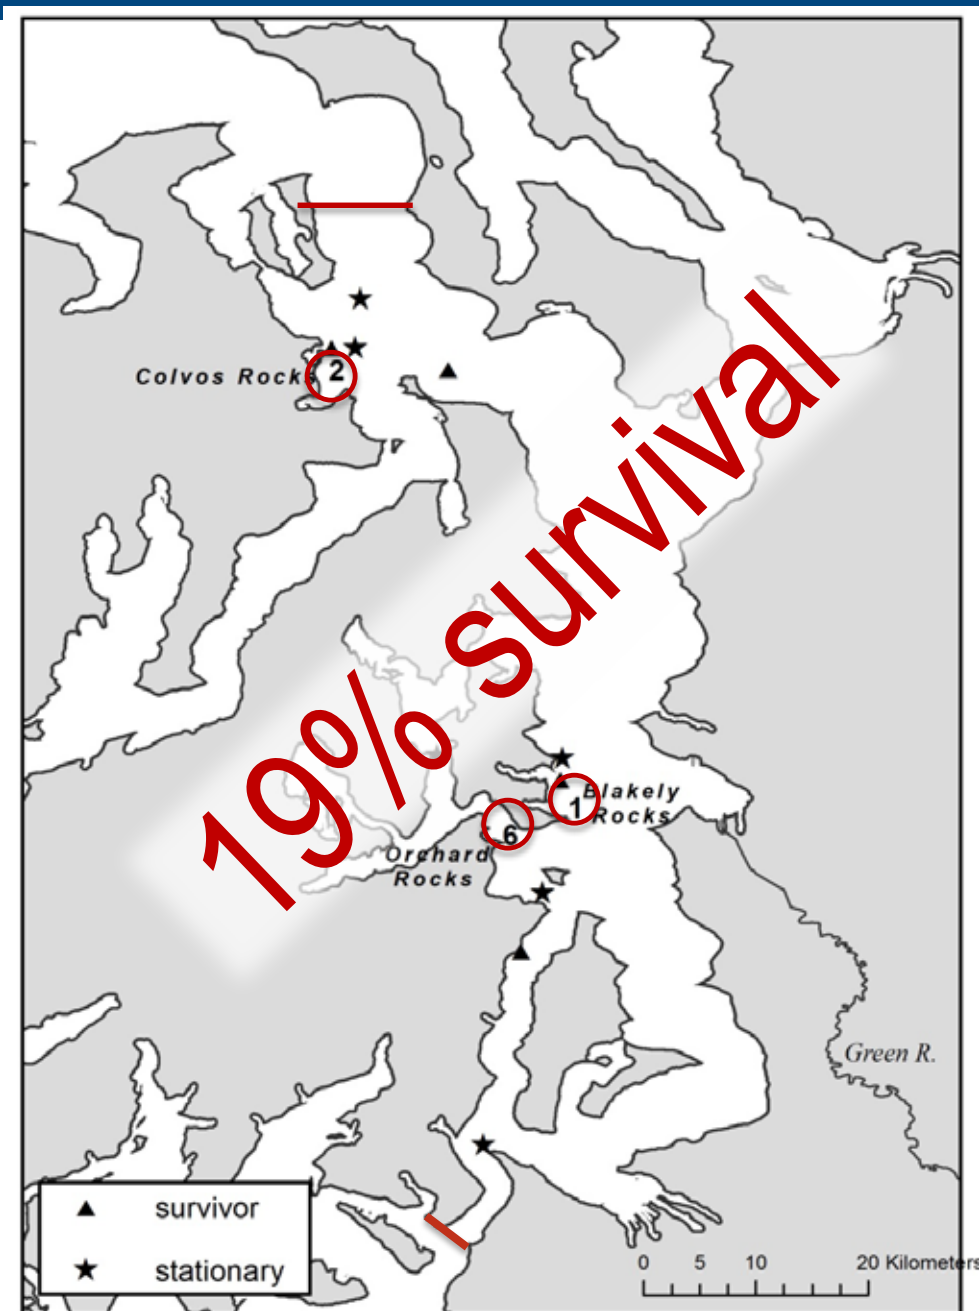 Colvos Rocks
2
19% survival
Blakely
Rocks
1
6
Orchard
Rocks
Green R.
survivor
stationary
0 5 10 20 Kilometers